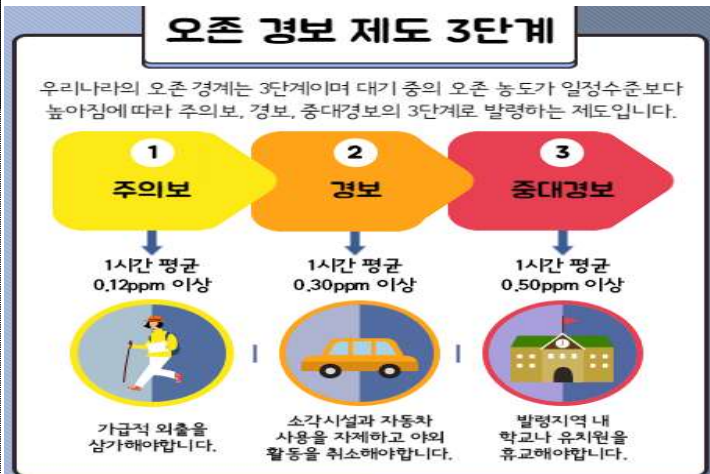 오존 경보 제도 3단계
우리나라의 오존 경계는 3단계이며 대기 중의 오존 농도가 일정수준보다
높아짐에 따라 주의보, 경보, 중대경보의 3단계로 발령하는 제도입니다.
1
주의보
2
경보
3
중대경보
1시간 평균
0.12ppm 이상
1시간 평균
0.30ppm 이상
1시간 평균
0.50ppm 이상
가급적 외출을
삼가해야합니다.
소각시설과 자동차
사용을 자제하고 야외
활동을 취소해야합니다.
발령지역 내
학교나 유치원을
휴교해야합니다.